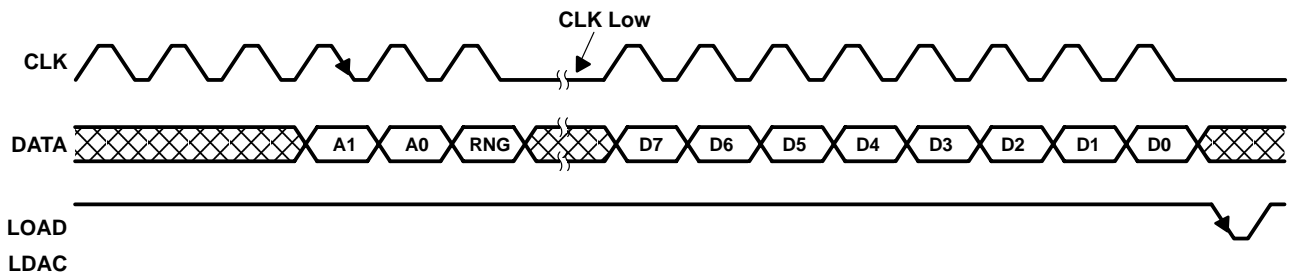 CLK Low
CLK
DATA A1 A0 RNG D7 D6 D5 D4 D3 D2 D1 D0
LOAD
LDAC